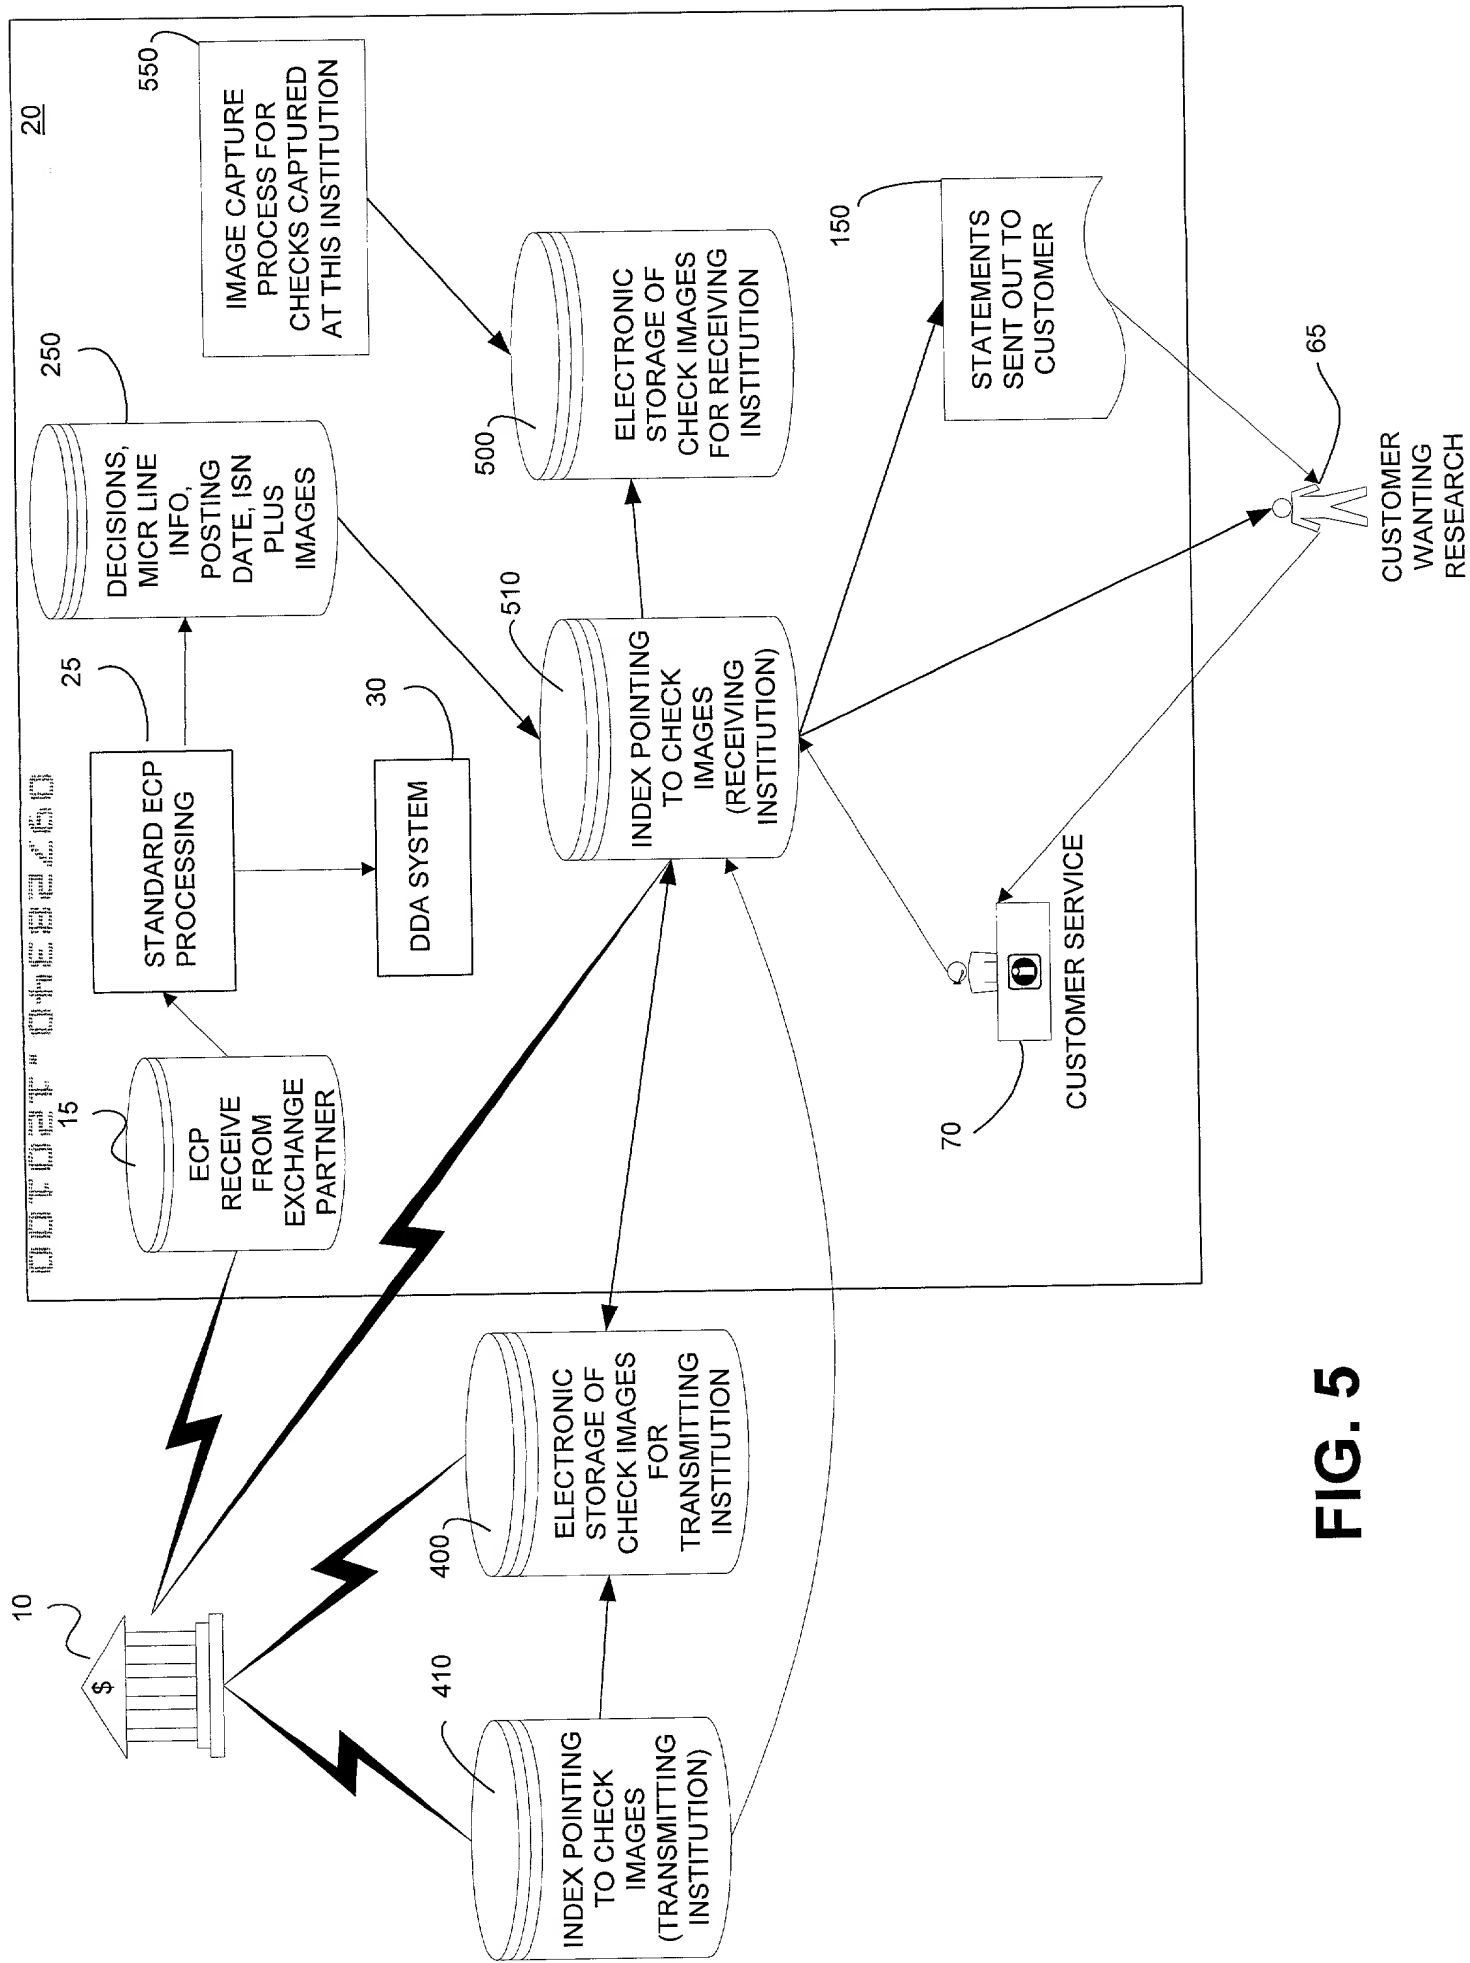 10
$
15
ECP
RECEIVE
FROM
EXCHANGE
PARTNER
25
STANDARD ECP
PROCESSING
30
DDA SYSTEM
250
DECISIONS,
MICR LINE
INFO,
POSTING
DATE, ISN
PLUS
IMAGES
550
IMAGE CAPTURE
PROCESS FOR
CHECKS CAPTURED
AT THIS INSTITUTION
20
410
INDEX POINTING
TO CHECK
IMAGES
(TRANSMITTING
INSTITUTION)
400
ELECTRONIC
STORAGE OF
CHECK IMAGES
FOR
TRANSMITTING
INSTITUTION
510
INDEX POINTING
TO CHECK
IMAGES
(RECEIVING
INSTITUTION)
500
ELECTRONIC
STORAGE OF
CHECK IMAGES
FOR RECEIVING
INSTITUTION
150
STATEMENTS
SENT OUT TO
CUSTOMER
70
i
CUSTOMER SERVICE
65
CUSTOMER
WANTING
RESEARCH
FIG. 5